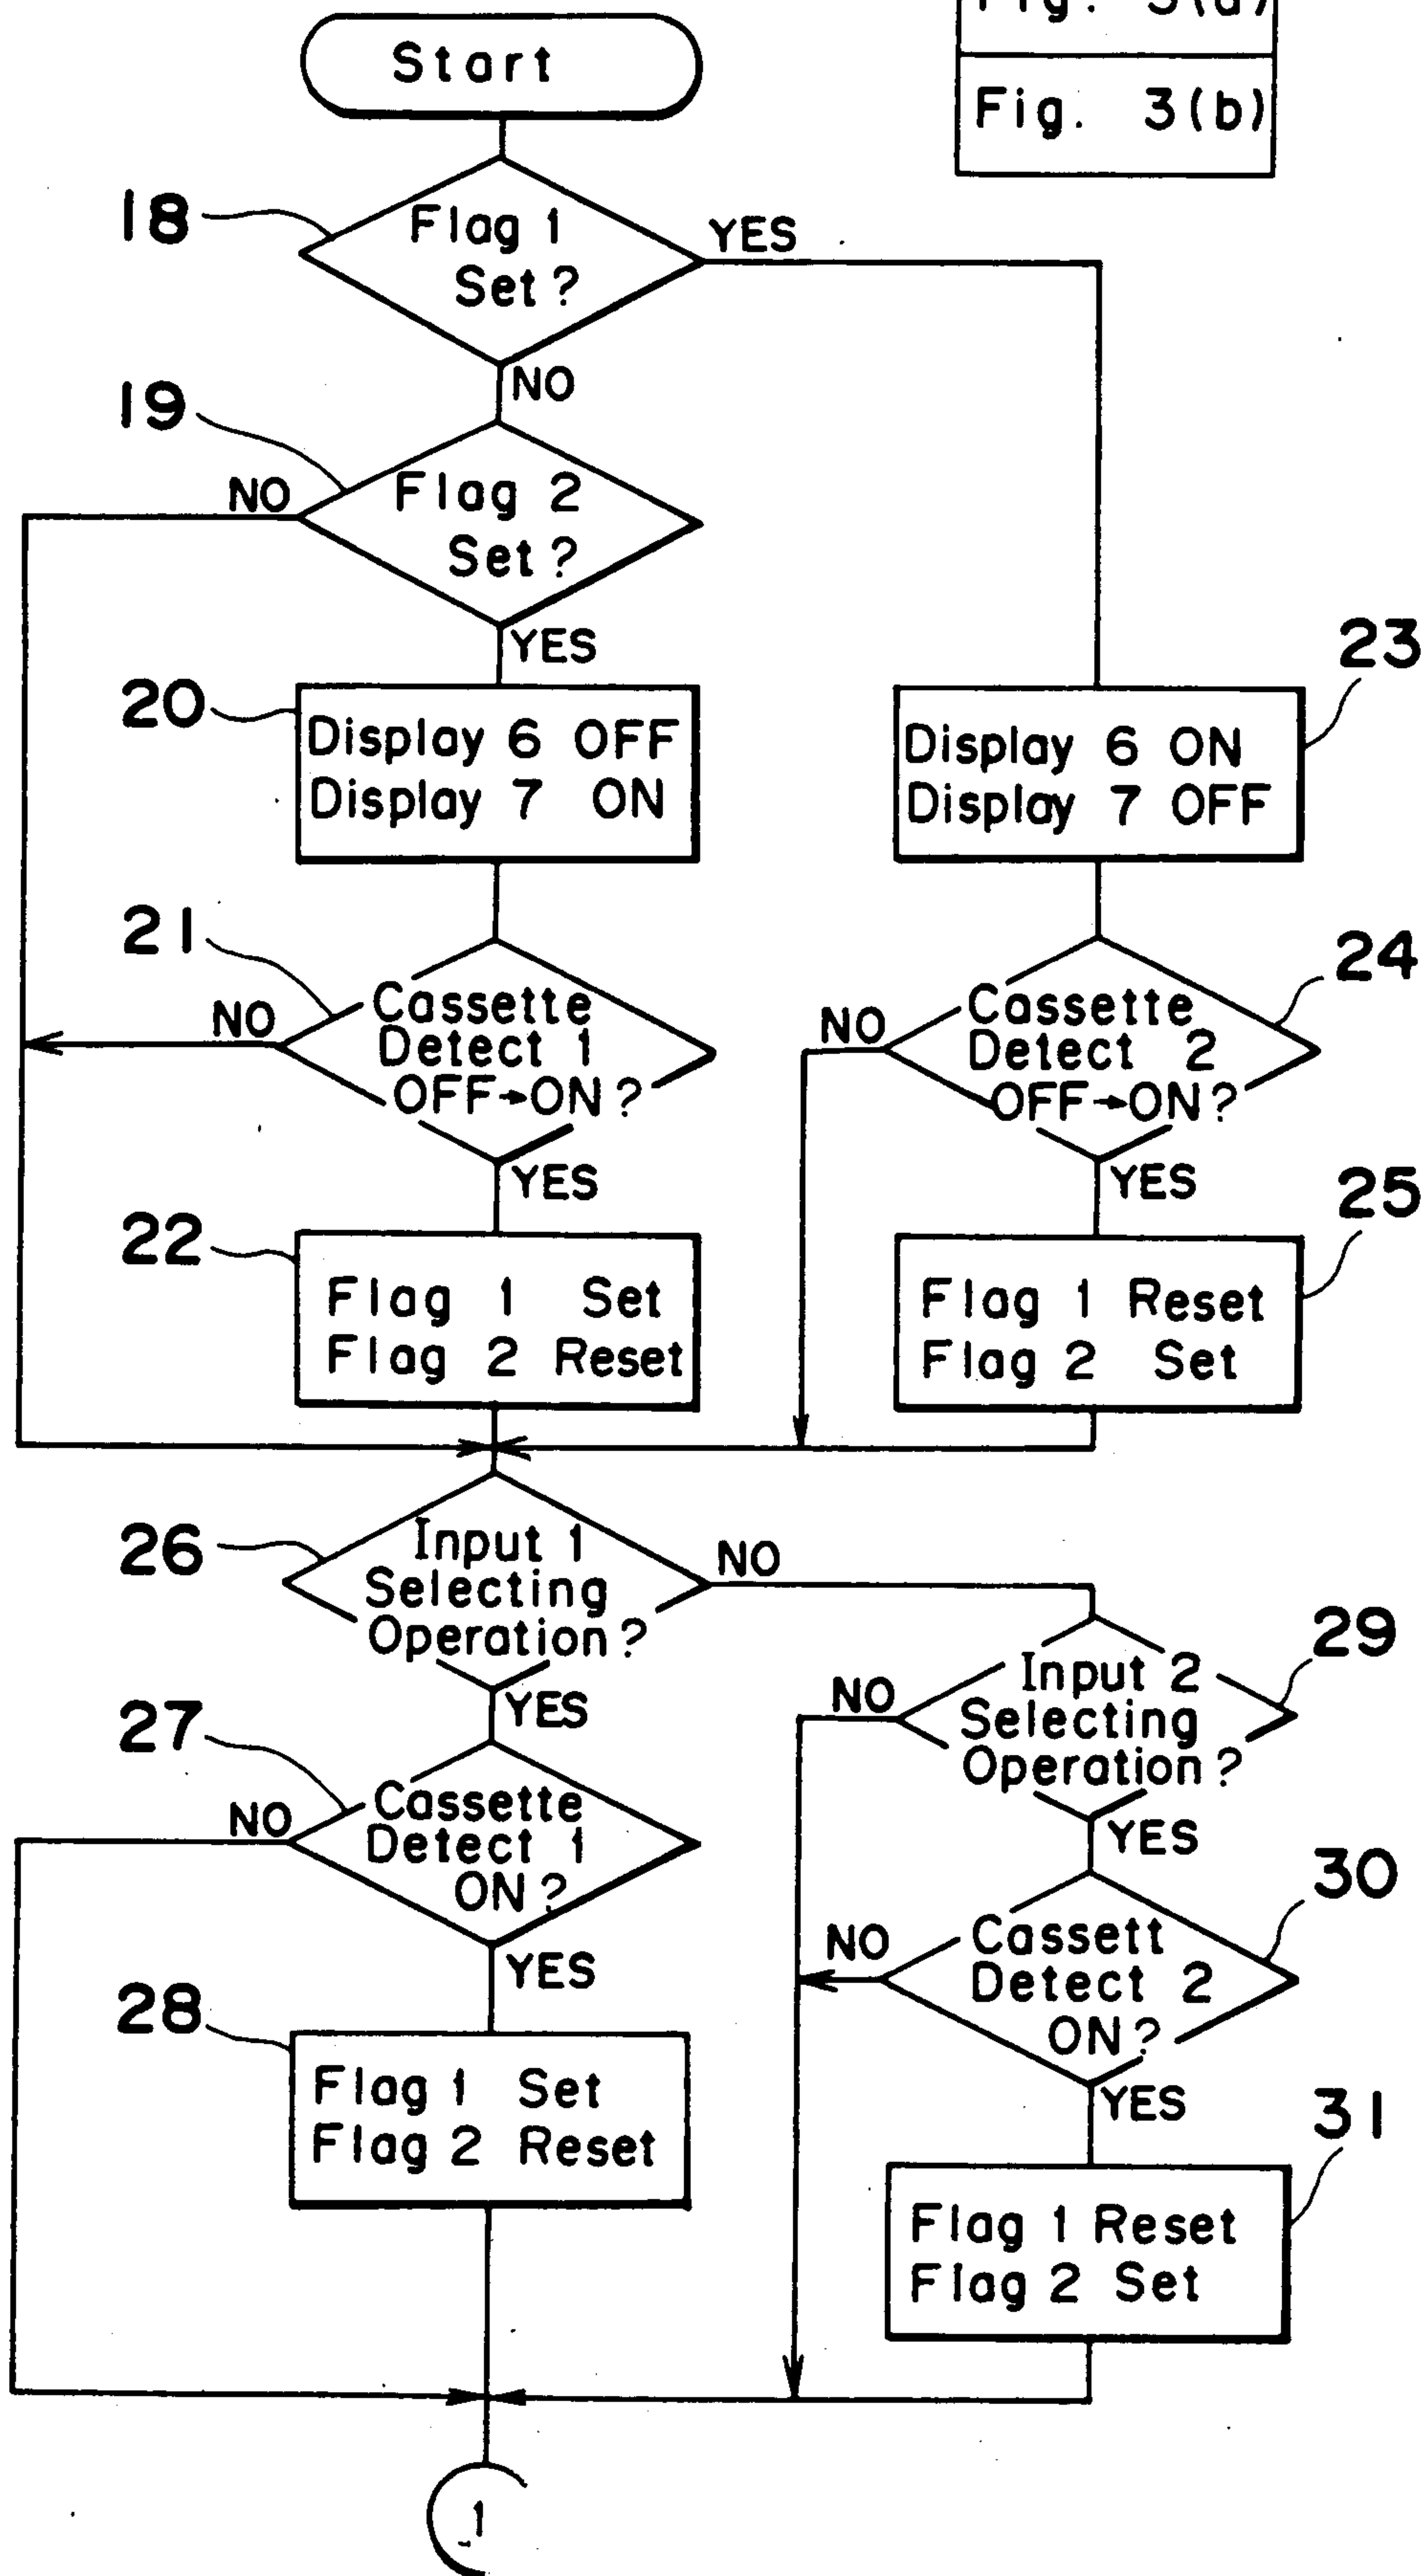 Fig. 3(a)
Fig. 3(b)
Start
18
Flag 1
Set?
YES
NO
19
NO
Flag 2
Set?
YES
20
Display 6 OFF
Display 7 ON
23
Display 6 ON
Display 7 OFF
21
NO
Cassette
Detect 1
OFF→ON?
YES
24
NO
Cassette
Detect 2
OFF→ON?
YES
22
Flag 1 Set
Flag 2 Reset
25
Flag 1 Reset
Flag 2 Set
26
Input 1
Selecting
Operation?
NO
YES
29
NO
Input 2
Selecting
Operation?
YES
27
NO
Cassette
Detect 1
ON?
YES
30
NO
Cassett
Detect 2
ON?
YES
28
Flag 1 Set
Flag 2 Reset
31
Flag 1 Reset
Flag 2 Set
1